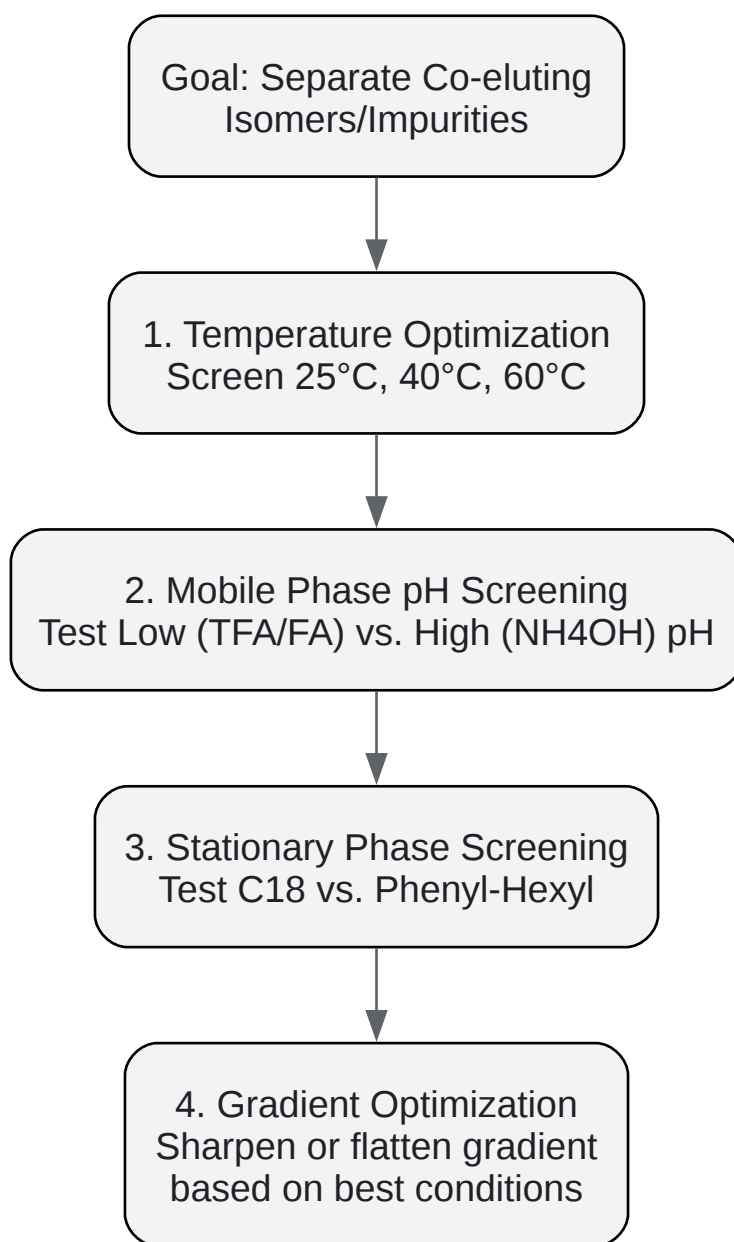 Goal: Separate Co-eluting
Isomers/Impurities
1. Temperature Optimization
Screen 25°C, 40°C, 60°C
2. Mobile Phase pH Screening
Test Low (TFA/FA) vs. High (NH4OH) pH
3. Stationary Phase Screening
Test C18 vs. Phenyl-Hexyl
4. Gradient Optimization
Sharpen or flatten gradient
based on best conditions